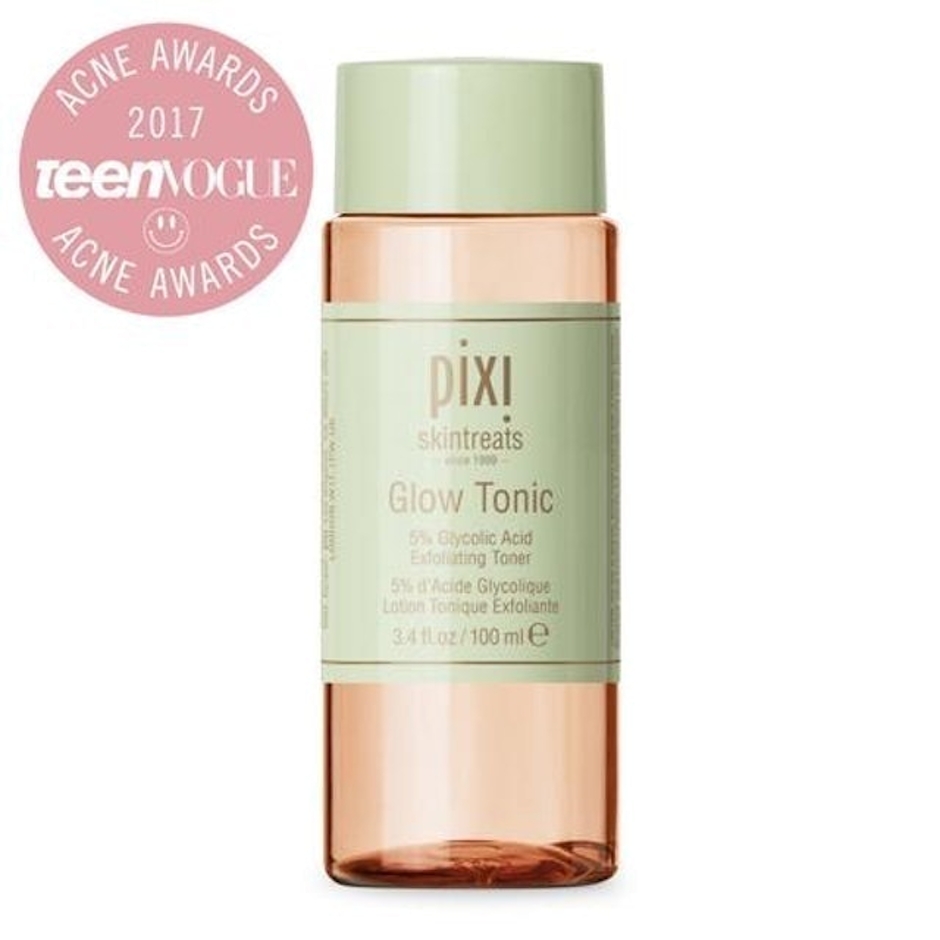 ACNE AWARDS
2017
teenVOGUE
ACNE AWARDS
pixi
skintreats
– since 1999 –
Glow Tonic
5% Glycolic Acid
Exfoliating Toner
5% d'Acide Glycolique
Lotion Tonique Exfoliante
3.4 fl.oz / 100 ml ℮